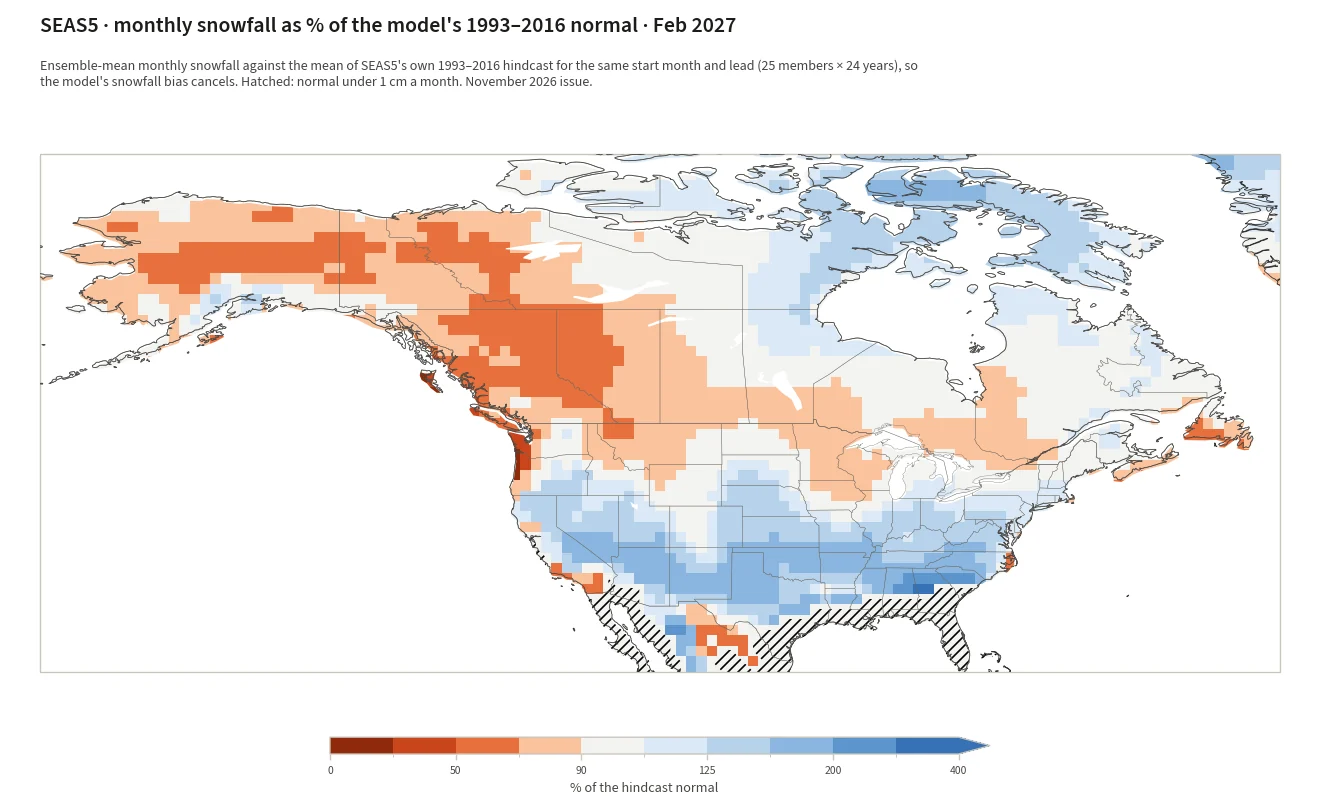 SEAS5 · monthly snowfall as % of the model's 1993–2016 normal · Feb 2027
Ensemble-mean monthly snowfall against the mean of SEAS5's own 1993–2016 hindcast for the same start month and lead (25 members × 24 years), so
the model's snowfall bias cancels. Hatched: normal under 1 cm a month. November 2026 issue.
0 50 90 125 200 400
% of the hindcast normal